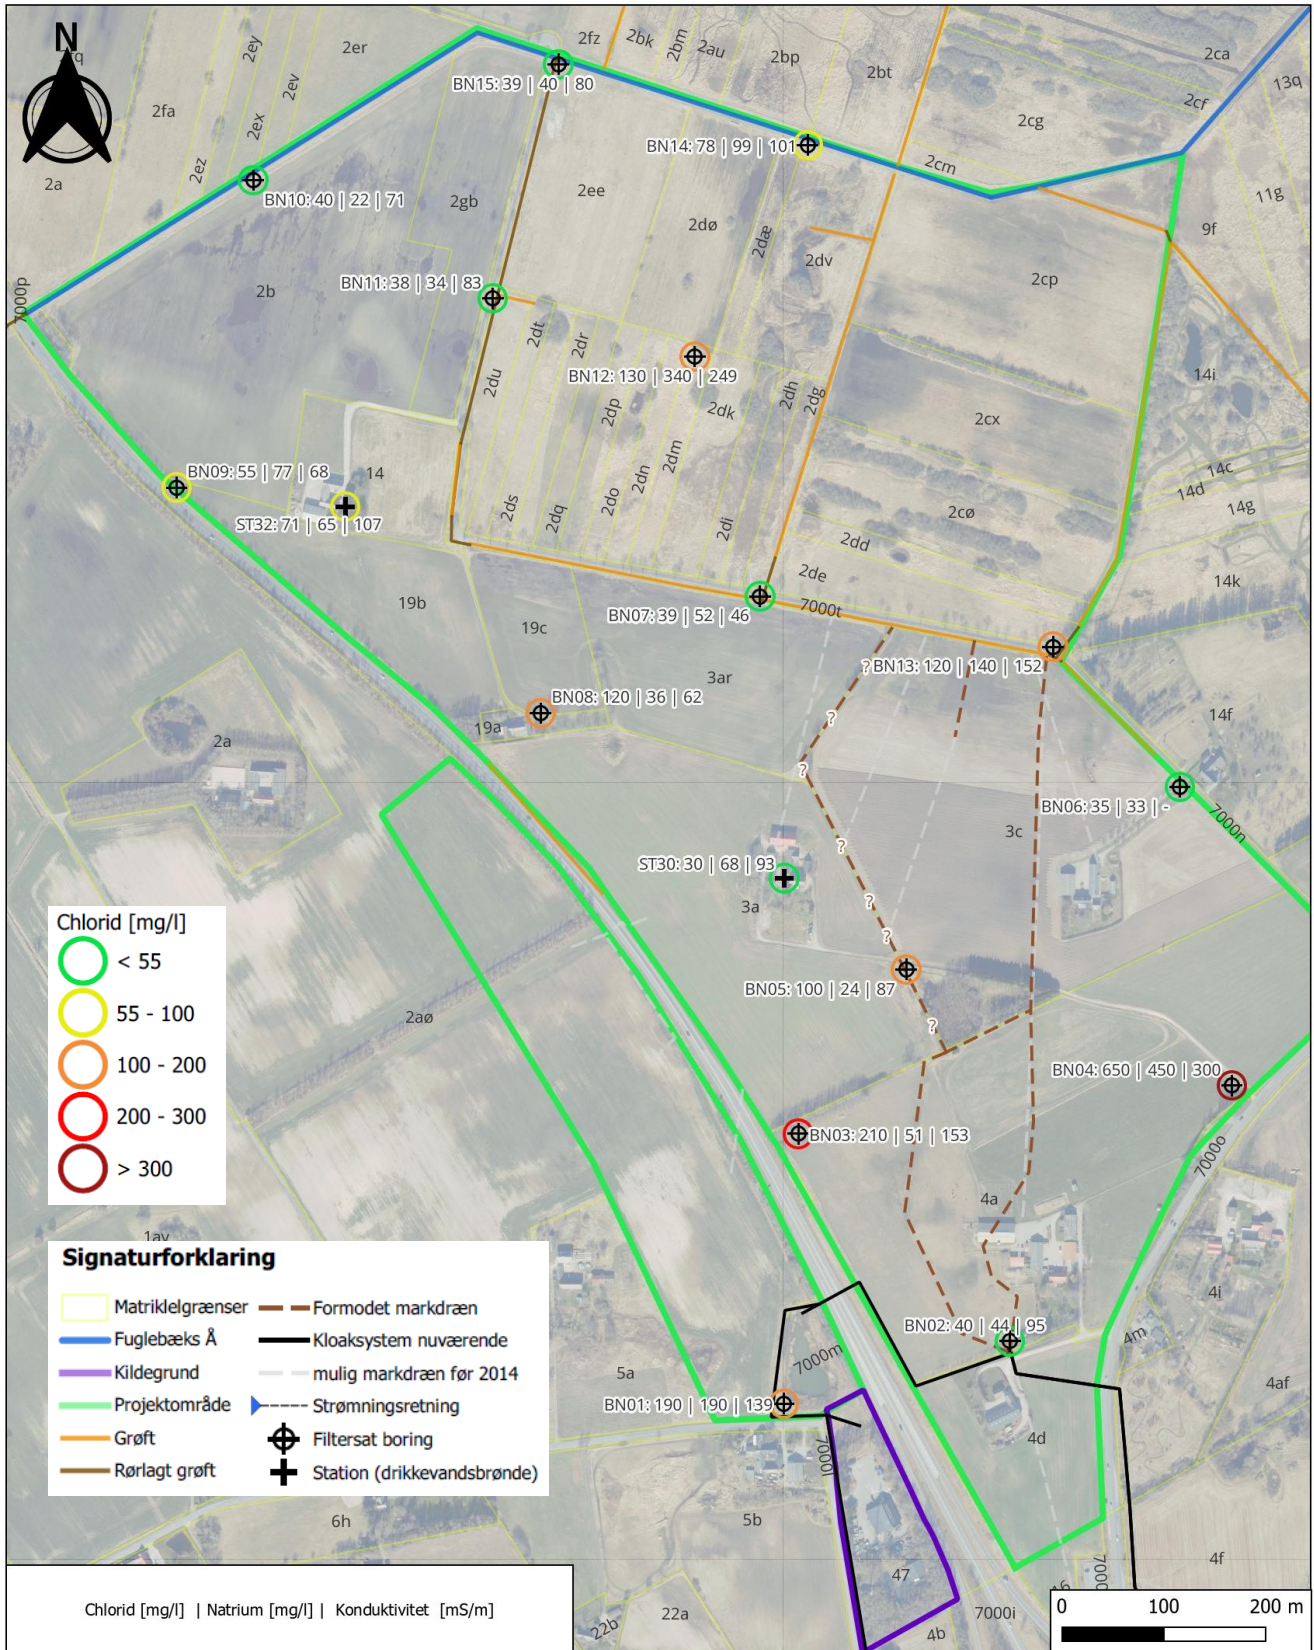 N
2fq
2ey
2er
2fz
2bk
2bm
2au
2bp
2bt
2ca
13q
2cf
2fa
2ev
2ex
BN15: 39 | 40 | 80
2cg
2ez
BN14: 78 | 99 | 101
2cm
2a
BN10: 40 | 22 | 71
2gb
2ee
2dø
2dæ
11g
9f
2dv
7000p
2b
BN11: 38 | 34 | 83
2cp
2dt
2dr
BN12: 130 | 340 | 249
14i
2du
2dp
2dk
2dh
2dg
2cx
BN09: 55 | 77 | 68
14
2dm
2dn
14c
14d
2ds
2dq
2do
14g
ST32: 71 | 65 | 107
2di
2cø
2dd
2de
14k
19b
7000t
BN07: 39 | 52 | 46
19c
3ar
? BN13: 120 | 140 | 152
BN08: 120 | 36 | 62
?
14f
19a
2a
?
BN06: 35 | 33 | -
7000n
3c
?
ST30: 30 | 68 | 93
3a
?
Chlorid [mg/l]
< 55
?
55 - 100
BN05: 100 | 24 | 87
2aø
?
100 - 200
BN04: 650 | 450 | 300
200 - 300
BN03: 210 | 51 | 153
> 300
7000o
4a
1av
Signaturforklaring
4i
Matriklelgrænser
Formodet markdræn
BN02: 40 | 44 | 95
Fuglebæks Å
Kloaksystem nuværende
4m
7000m
Kildegrund
mulig markdræn før 2014
5a
4af
Projektområde
Strømningsretning
BN01: 190 | 190 | 139
Grøft
Filtersat boring
4d
7000l
Rørlagt grøft
Station (drikkevandsbrønde)
6h
5b
4f
47
Chlorid [mg/l] | Natrium [mg/l] | Konduktivitet [mS/m]
22a
22b
7000i
4b
0 100 200 m